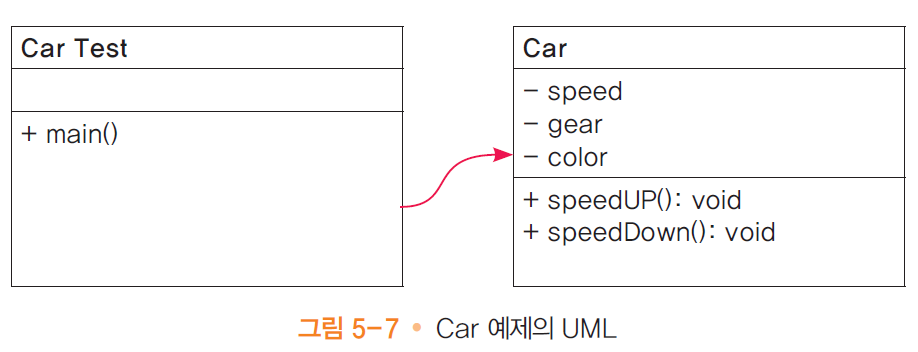 Car Test
+ main()
Car
- speed
- gear
- color
+ speedUP(): void
+ speedDown(): void
그림 5-7 • Car 예제의 UML